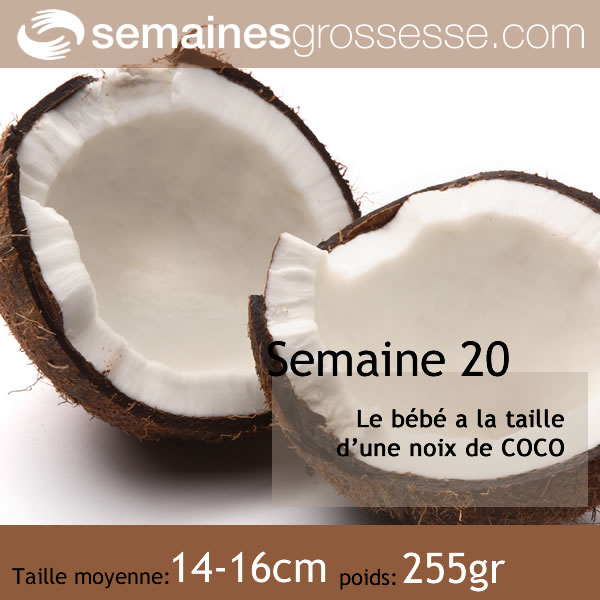 semainesgrossesse.com
Semaine 20
Le bébé a la taille
d'une noix de COCO
Taille moyenne: 14-16cm poids: 255gr